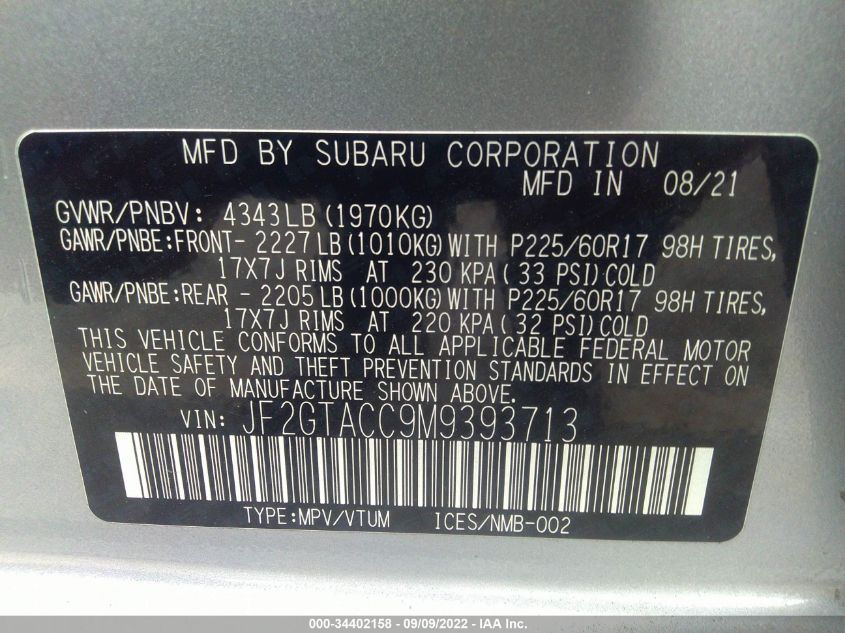 MFD BY SUBARU CORPORATION
MFD IN 08/21
GVWR/PNBV: 4343LB(1970KG)
GAWR/PNBE:FRONT- 2227LB(1010KG)WITH P225/60R17 98H TIRES,
17X7J RIMS AT 230 KPA(33 PSI)COLD
GAWR/PNBE:REAR - 2205LB(1000KG)WITH P225/60R17 98H TIRES,
17X7J RIMS AT 220 KPA(32 PSI)COLD
THIS VEHICLE CONFORMS TO ALL APPLICABLE FEDERAL MOTOR
VEHICLE SAFETY AND THEFT PREVENTION STANDARDS IN EFFECT ON
THE DATE OF MANUFACTURE SHOWN ABOVE.
VIN: JF2GTACC9M9393713
TYPE:MPV/VTUM ICES/NMB-002
000-34402158 - 09/09/2022 - IAA Inc.